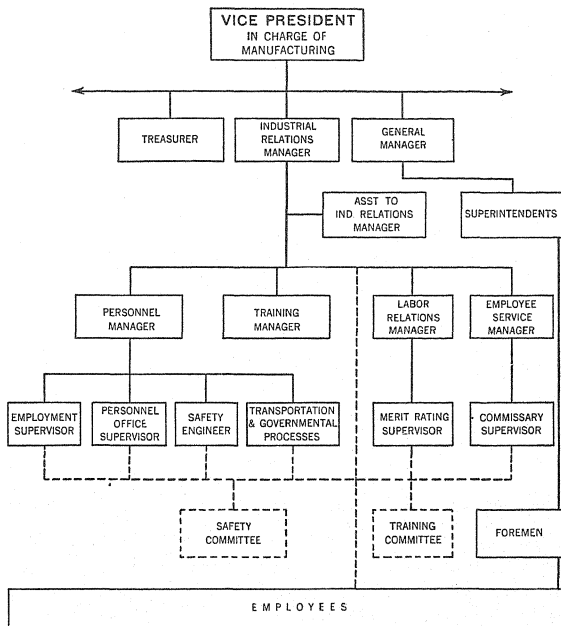 VICE PRESIDENT
IN CHARGE OF
MANUFACTURING
TREASURER
INDUSTRIAL
RELATIONS
MANAGER
GENERAL
MANAGER
ASST TO
IND. RELATIONS
MANAGER
SUPERINTENDENTS
PERSONNEL
MANAGER
TRAINING
MANAGER
LABOR
RELATIONS
MANAGER
EMPLOYEE
SERVICE
MANAGER
EMPLOYMENT
SUPERVISOR
PERSONNEL
OFFICE
SUPERVISOR
SAFETY
ENGINEER
TRANSPORTATION
& GOVERNMENTAL
PROCESSES
MERIT RATING
SUPERVISOR
COMMISSARY
SUPERVISOR
SAFETY
COMMITTEE
TRAINING
COMMITTEE
FOREMEN
EMPLOYEES